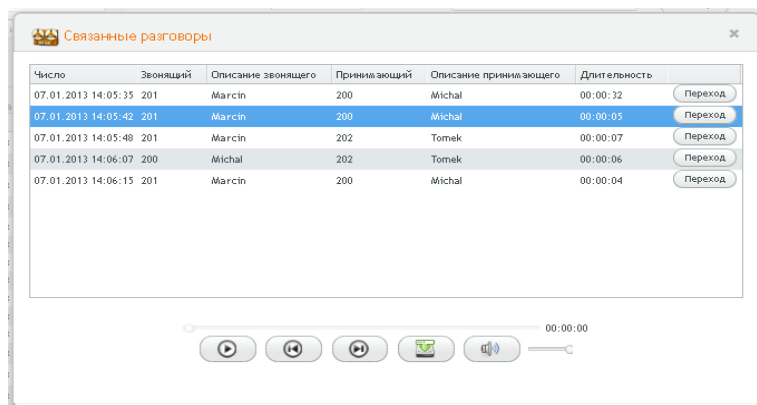 Связанные разговоры
Число Звонящий Описание звонящего Принимающий Описание принимающего Длительность
07.01.2013 14:05:35 201 Marcin 200 Michal 00:00:32 Переход
07.01.2013 14:05:42 201 Marcin 200 Michal 00:00:05 Переход
07.01.2013 14:05:48 201 Marcin 202 Tomek 00:00:07 Переход
07.01.2013 14:06:07 200 Michal 202 Tomek 00:00:06 Переход
07.01.2013 14:06:15 201 Marcin 200 Michal 00:00:04 Переход
00:00:00